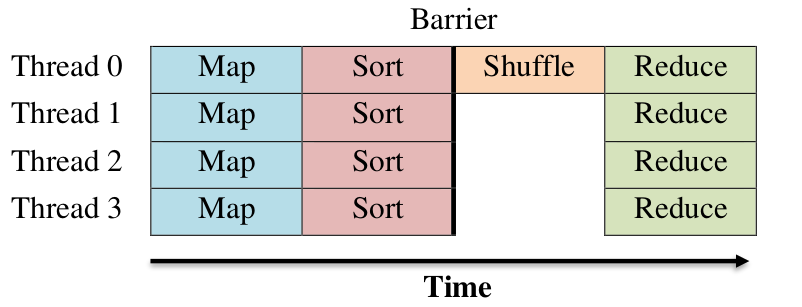 Barrier
Thread 0 Map Sort Shuffle Reduce
Thread 1 Map Sort Reduce
Thread 2 Map Sort Reduce
Thread 3 Map Sort Reduce
Time